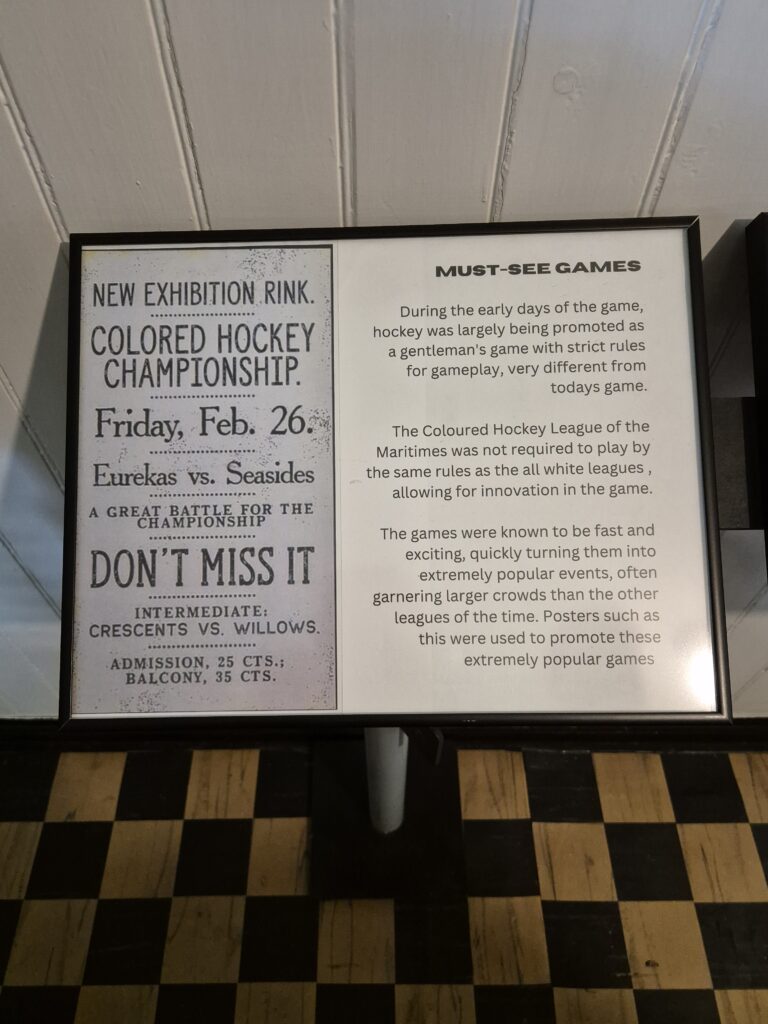 NEW EXHIBITION RINK.
COLORED HOCKEY
CHAMPIONSHIP.
Friday, Feb. 26.
Eurekas vs. Seasides
A GREAT BATTLE FOR THE
CHAMPIONSHIP
DON'T MISS IT
INTERMEDIATE:
CRESCENTS VS. WILLOWS.
ADMISSION, 25 CTS.;
BALCONY, 35 CTS.
MUST-SEE GAMES
During the early days of the game,
hockey was largely being promoted as
a gentleman's game with strict rules
for gameplay, very different from
todays game.
The Coloured Hockey League of the
Maritimes was not required to play by
the same rules as the all white leagues ,
allowing for innovation in the game.
The games were known to be fast and
exciting, quickly turning them into
extremely popular events, often
garnering larger crowds than the other
leagues of the time. Posters such as
this were used to promote these
extremely popular games